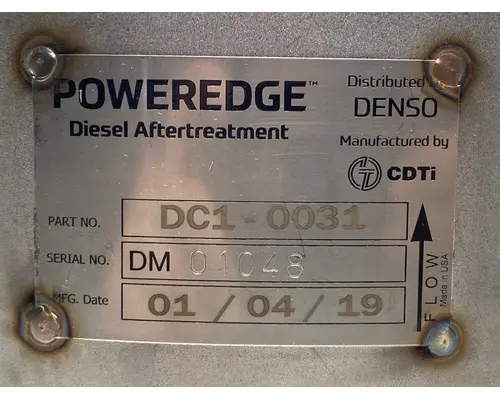 POWEREDGE™
Diesel Aftertreatment
Distributed by
DENSO
Manufactured by
CDTi
PART NO. DC1-0031
SERIAL NO. DM 01048
MFG. Date 01 / 04 / 19
FLOW
Made in USA